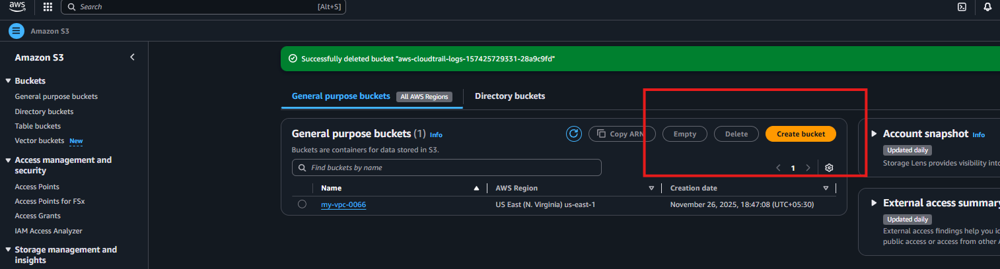 aws
Search [Alt+S]
Amazon S3
Amazon S3
Buckets
General purpose buckets
Directory buckets
Table buckets
Vector buckets New
Access management and
security
Access Points
Access Points for FSx
Access Grants
IAM Access Analyzer
Storage management and
insights
Successfully deleted bucket "aws-cloudtrail-logs-157425729331-28a9c9fd"
General purpose buckets All AWS Regions Directory buckets
General purpose buckets (1) Info
Copy ARN Empty Delete Create bucket
Buckets are containers for data stored in S3.
Find buckets by name
1
Name AWS Region Creation date
my-vpc-0066 US East (N. Virginia) us-east-1 November 26, 2025, 18:47:08 (UTC+05:30)
Account snapshot Info
Updated daily
Storage Lens provides visibility into
External access summary
Updated daily
External access findings help you
public access or access from other